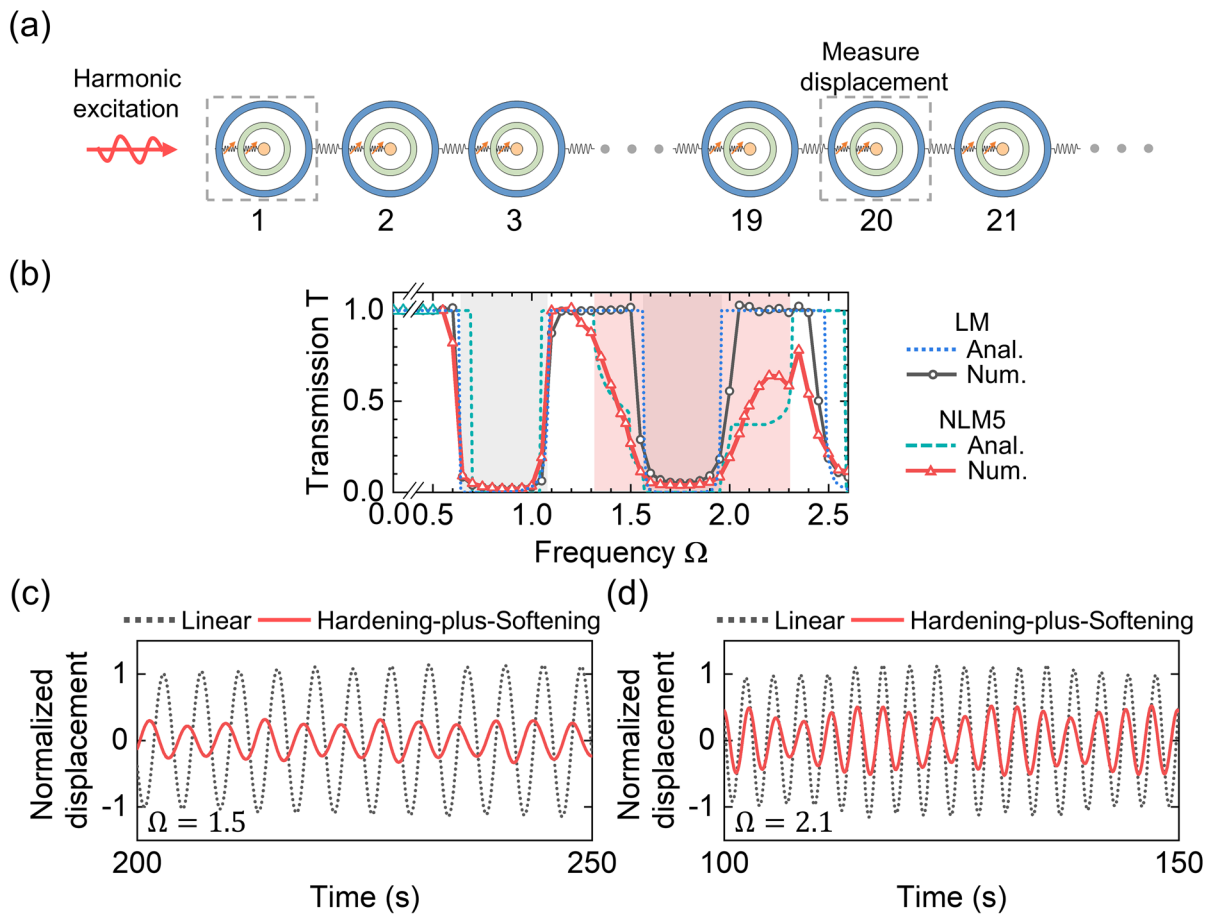 (a)
Harmonic
excitation
Measure
displacement
1
2
3
19
20
21
(b)
Transmission T
1.0
0.5
0.0
0.0
0.5
1.0
1.5
2.0
2.5
Frequency Ω
LM
Anal.
Num.
NLM5
Anal.
Num.
(c)
Linear
Hardening-plus-Softening
Normalized
displacement
1
0
-1
Ω = 1.5
200
250
Time (s)
(d)
Linear
Hardening-plus-Softening
Normalized
displacement
1
0
-1
Ω = 2.1
100
150
Time (s)